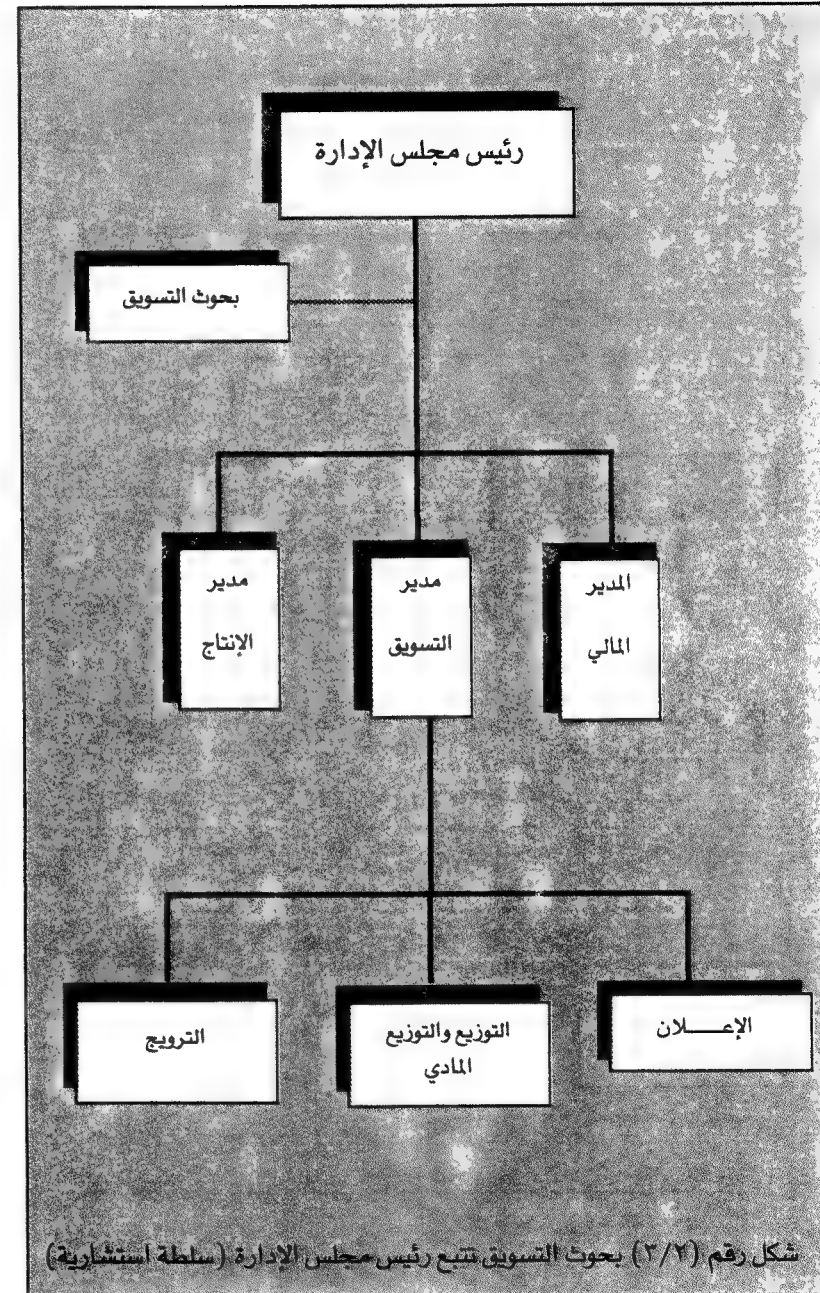 رئيس مجلس الإدارة
بحوث التسويق
المدير
المالي
مدير
التسويق
مدير
الإنتاج
الإعـــــلان
التوزيع والتوزيع
المادي
الترويج
شكل رقم (٣/٢) بحوث التسويق تتبع رئيس مجلس الإدارة (سلطة استشارية)